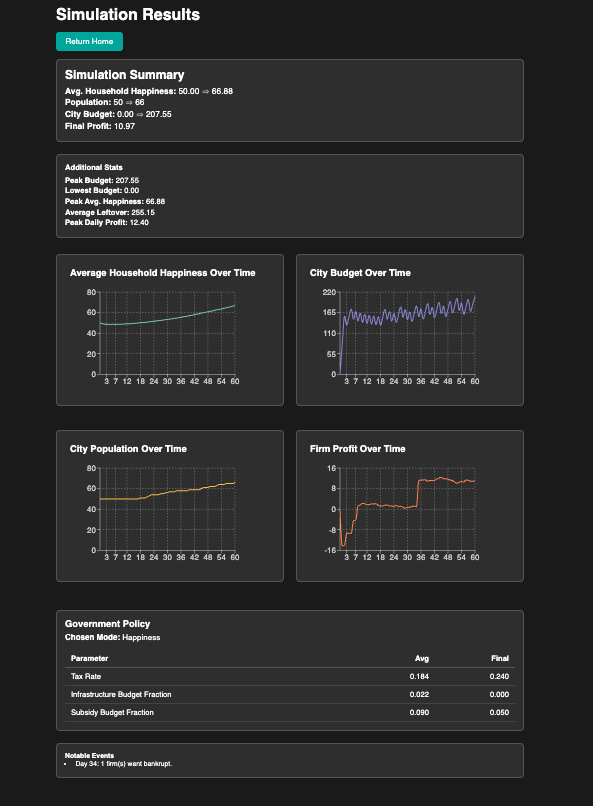 Simulation Results
Return Home
Simulation Summary
Avg. Household Happiness: 50.00 ⇒ 66.88
Population: 50 ⇒ 66
City Budget: 0.00 ⇒ 207.55
Final Profit: 10.97
Additional Stats
Peak Budget: 207.55
Lowest Budget: 0.00
Peak Avg. Happiness: 66.88
Average Leftover: 255.15
Peak Daily Profit: 12.40
Average Household Happiness Over Time
80
60
40
20
0
3 7 12 18 24 30 36 42 48 54 60
City Budget Over Time
220
165
110
55
0
3 7 12 18 24 30 36 42 48 54 60
City Population Over Time
80
60
40
20
0
3 7 12 18 24 30 36 42 48 54 60
Firm Profit Over Time
16
8
0
-8
-16
3 7 12 18 24 30 36 42 48 54 60
Government Policy
Chosen Mode: Happiness
Parameter Avg Final
Tax Rate 0.184 0.240
Infrastructure Budget Fraction 0.022 0.000
Subsidy Budget Fraction 0.090 0.050
Notable Events
• Day 34: 1 firm(s) went bankrupt.